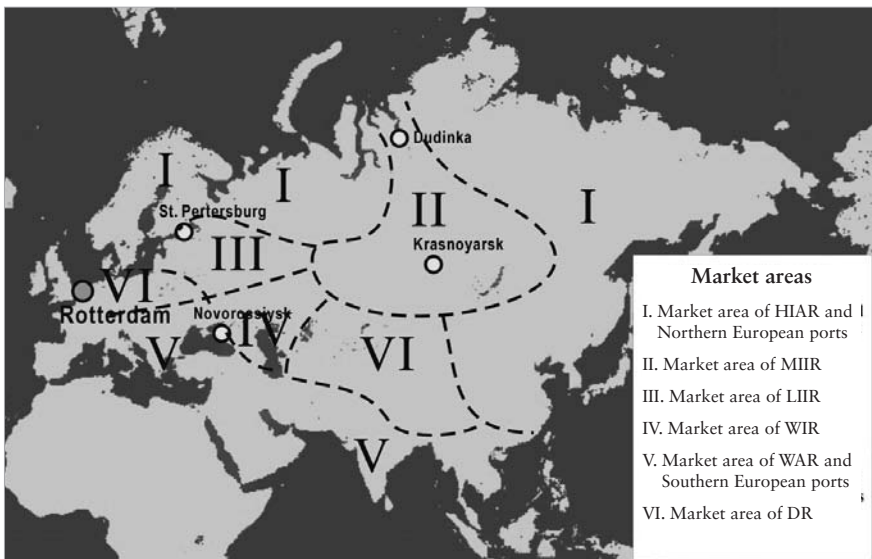 Dudinka
I
I
I
II
St. Pertersburg
Krasnoyarsk
III
VI
Rotterdam
Novorossiysk
IV
V
VI
V
Market areas
I. Market area of HIAR and
Northern European ports
II. Market area of MIIR
III. Market area of LIIR
IV. Market area of WIR
V. Market area of WAR and
Southern European ports
VI. Market area of DR